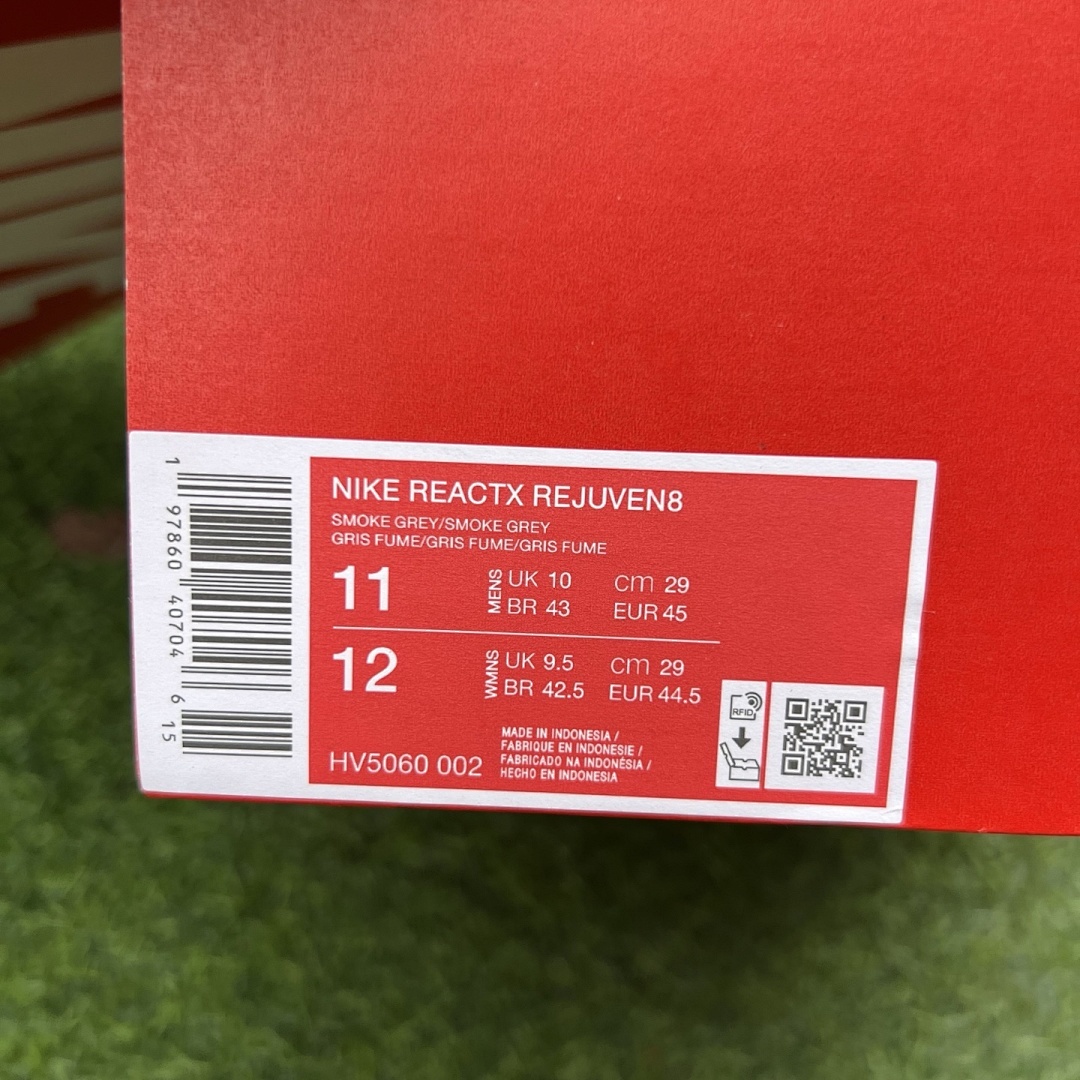 1 97860 40704 6 15
NIKE REACTX REJUVEN8
SMOKE GREY/SMOKE GREY
GRIS FUME/GRIS FUME/GRIS FUME
11
MENS
UK 10 cm 29
BR 43 EUR 45
12
WMNS
UK 9.5 cm 29
BR 42.5 EUR 44.5
HV5060 002
MADE IN INDONESIA /
FABRIQUE EN INDONESIE /
FABRICADO NA INDONÉSIA /
HECHO EN INDONESIA
RFID